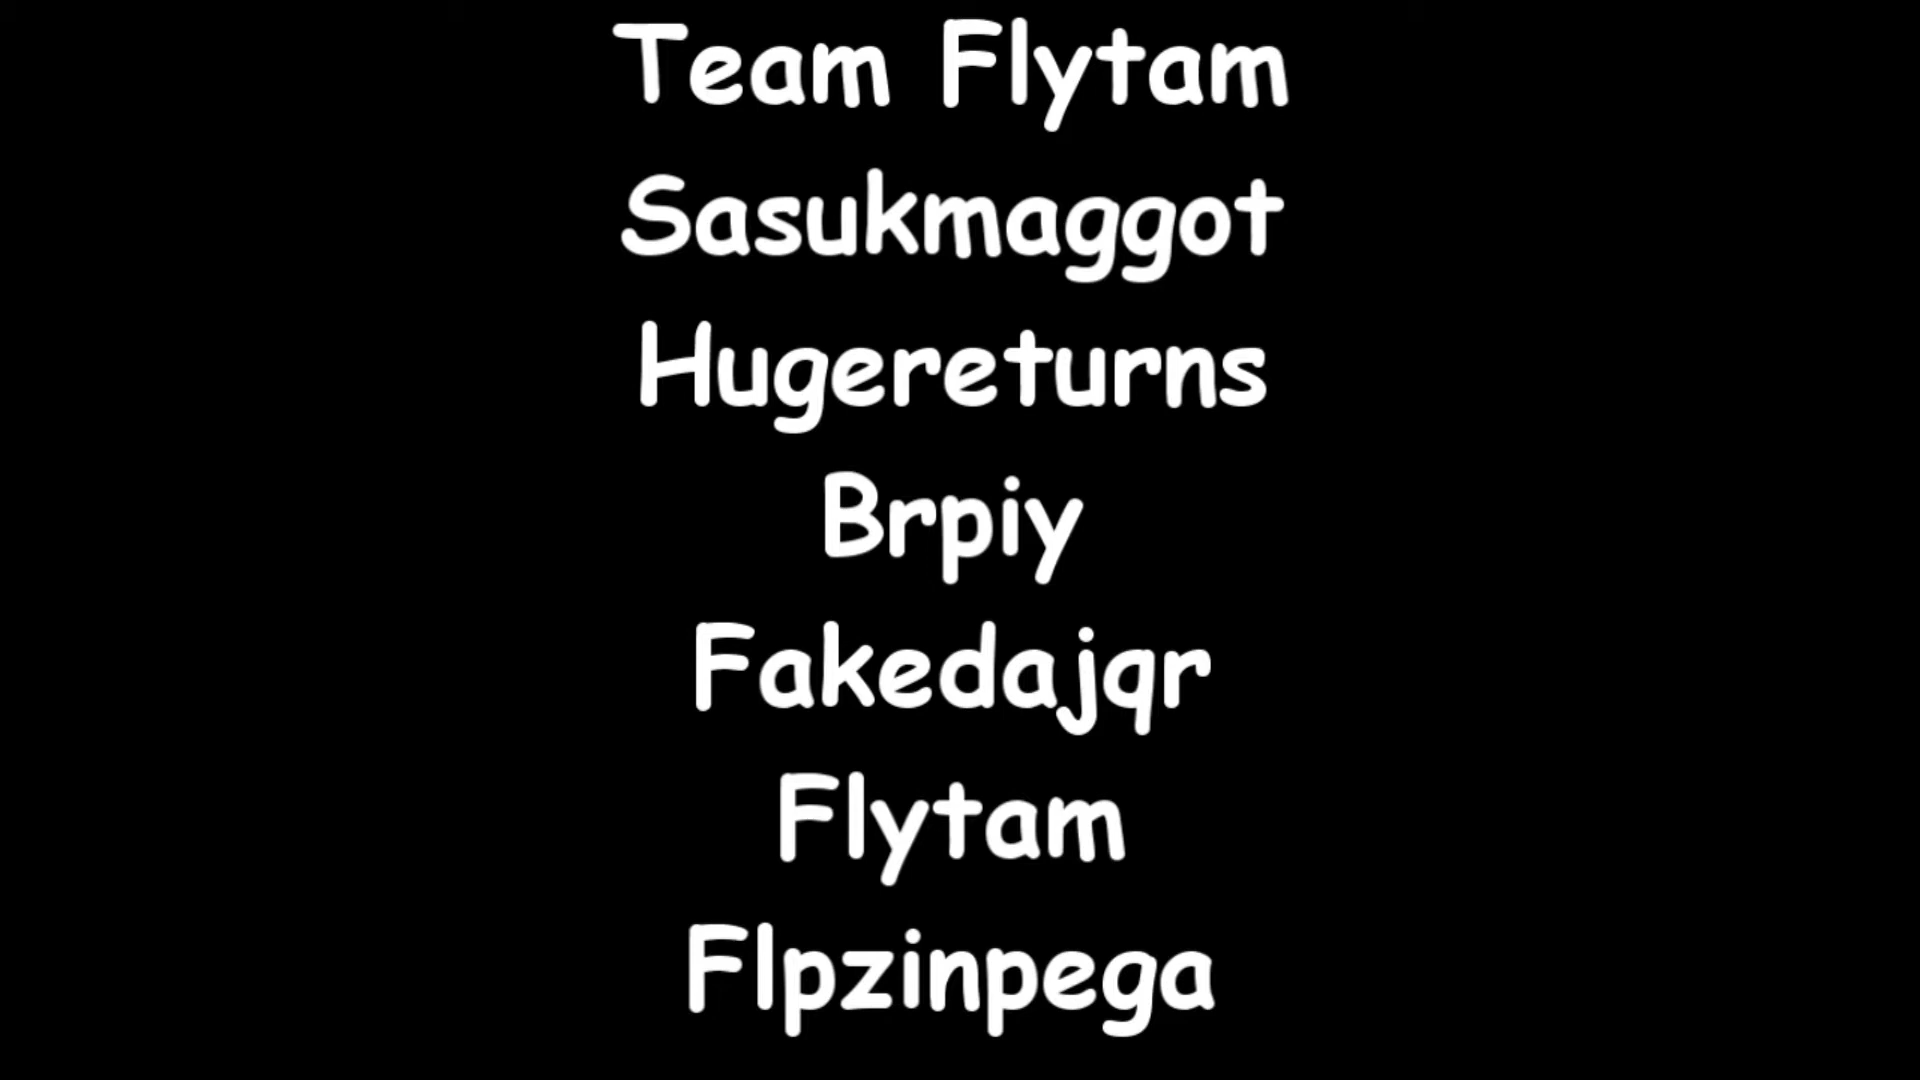 Team Flytam
Sasukmaggot
Hugereturns
Brpiy
Fakedajqr
Flytam
Flpzinpega